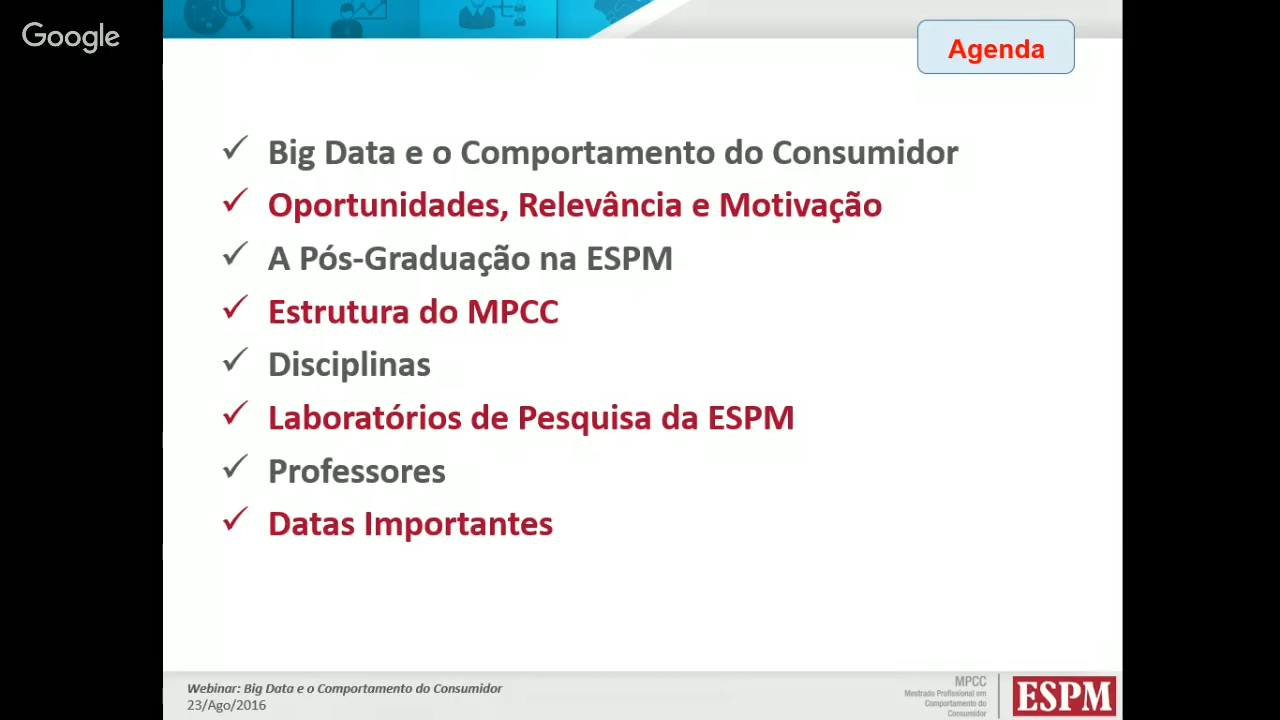 Google
Agenda
Big Data e o Comportamento do Consumidor
Oportunidades, Relevância e Motivação
A Pós-Graduação na ESPM
Estrutura do MPCC
Disciplinas
Laboratórios de Pesquisa da ESPM
Professores
Datas Importantes
Webinar: Big Data e o Comportamento do Consumidor
23/Ago/2016
MPCC
Mestrado Profissional em
Comportamento do
Consumidor
ESPM